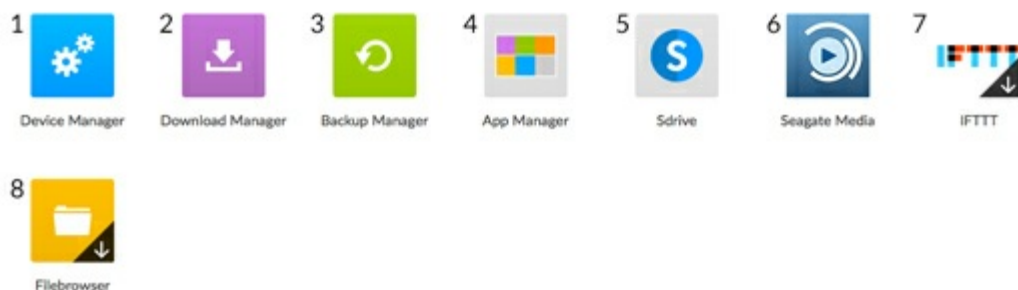 1 2 3 4 5 6 7
S IFTTT
Device Manager Download Manager Backup Manager App Manager Sdrive Seagate Media IFTTT
8
Filebrowser